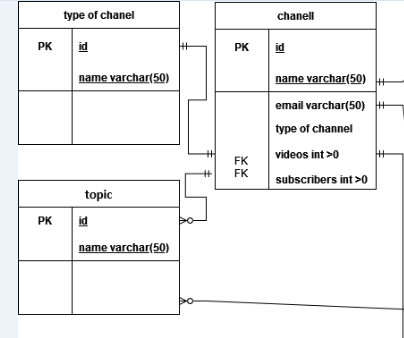 type of chanel
PK id
name varchar(50)
chanell
PK id
name varchar(50)
email varchar(50)
type of channel
FK videos int >0
FK subscribers int >0
topic
PK id
name varchar(50)